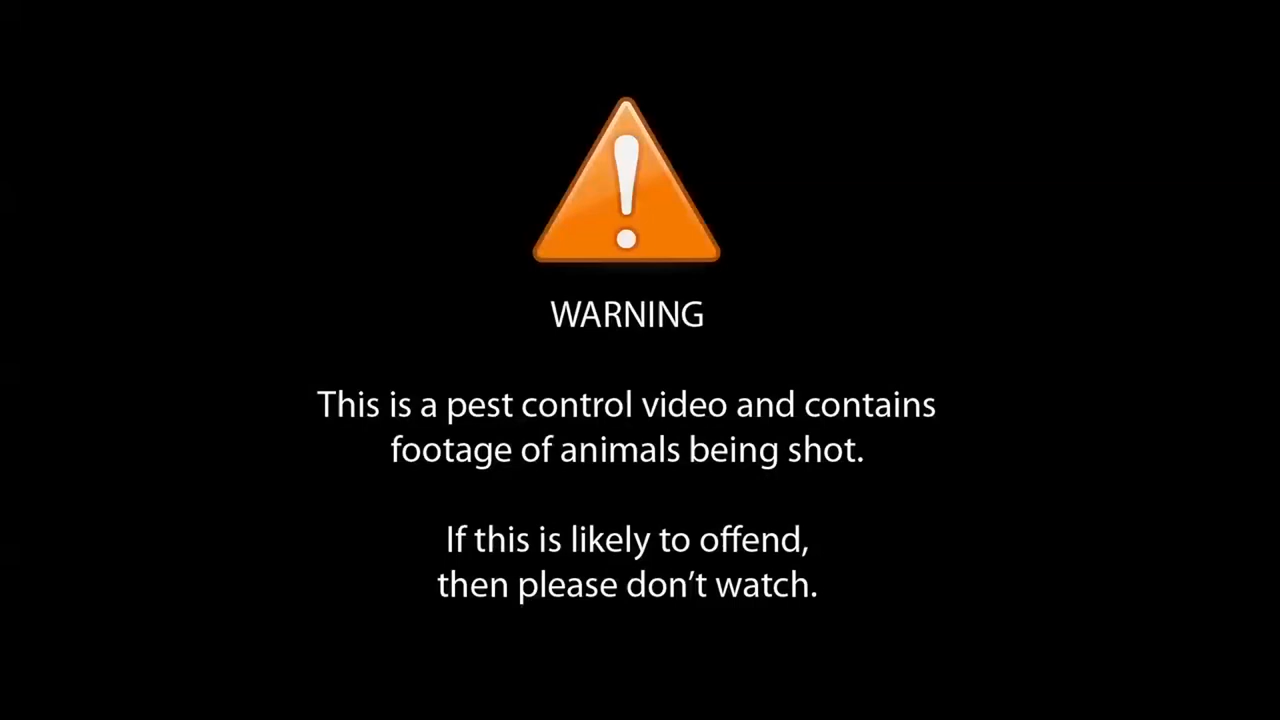 WARNING
This is a pest control video and contains
footage of animals being shot.
If this is likely to offend,
then please don’t watch.